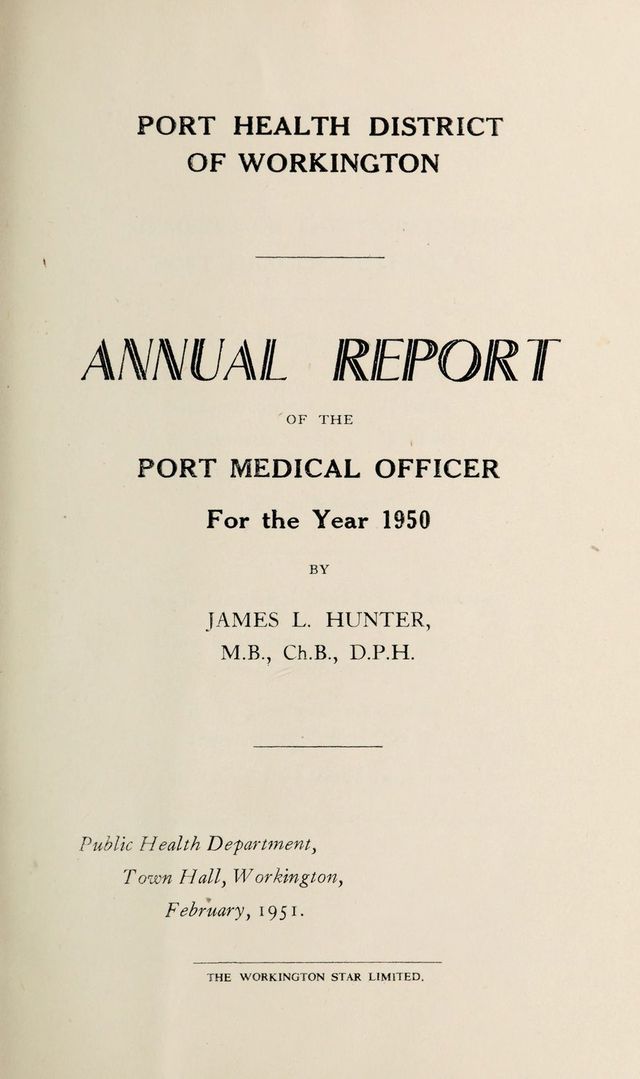 PORT HEALTH DISTRICT
OF WORKINGTON
ANNUAL REPORT
OF THE
PORT MEDICAL OFFICER
For the Year 1950
BY
JAMES L. HUNTER,
M.B., Ch.B., D.P.H.
Public Health Department,
Town Hall, Workington,
February, 1951.
THE WORKINGTON STAR LIMITED.